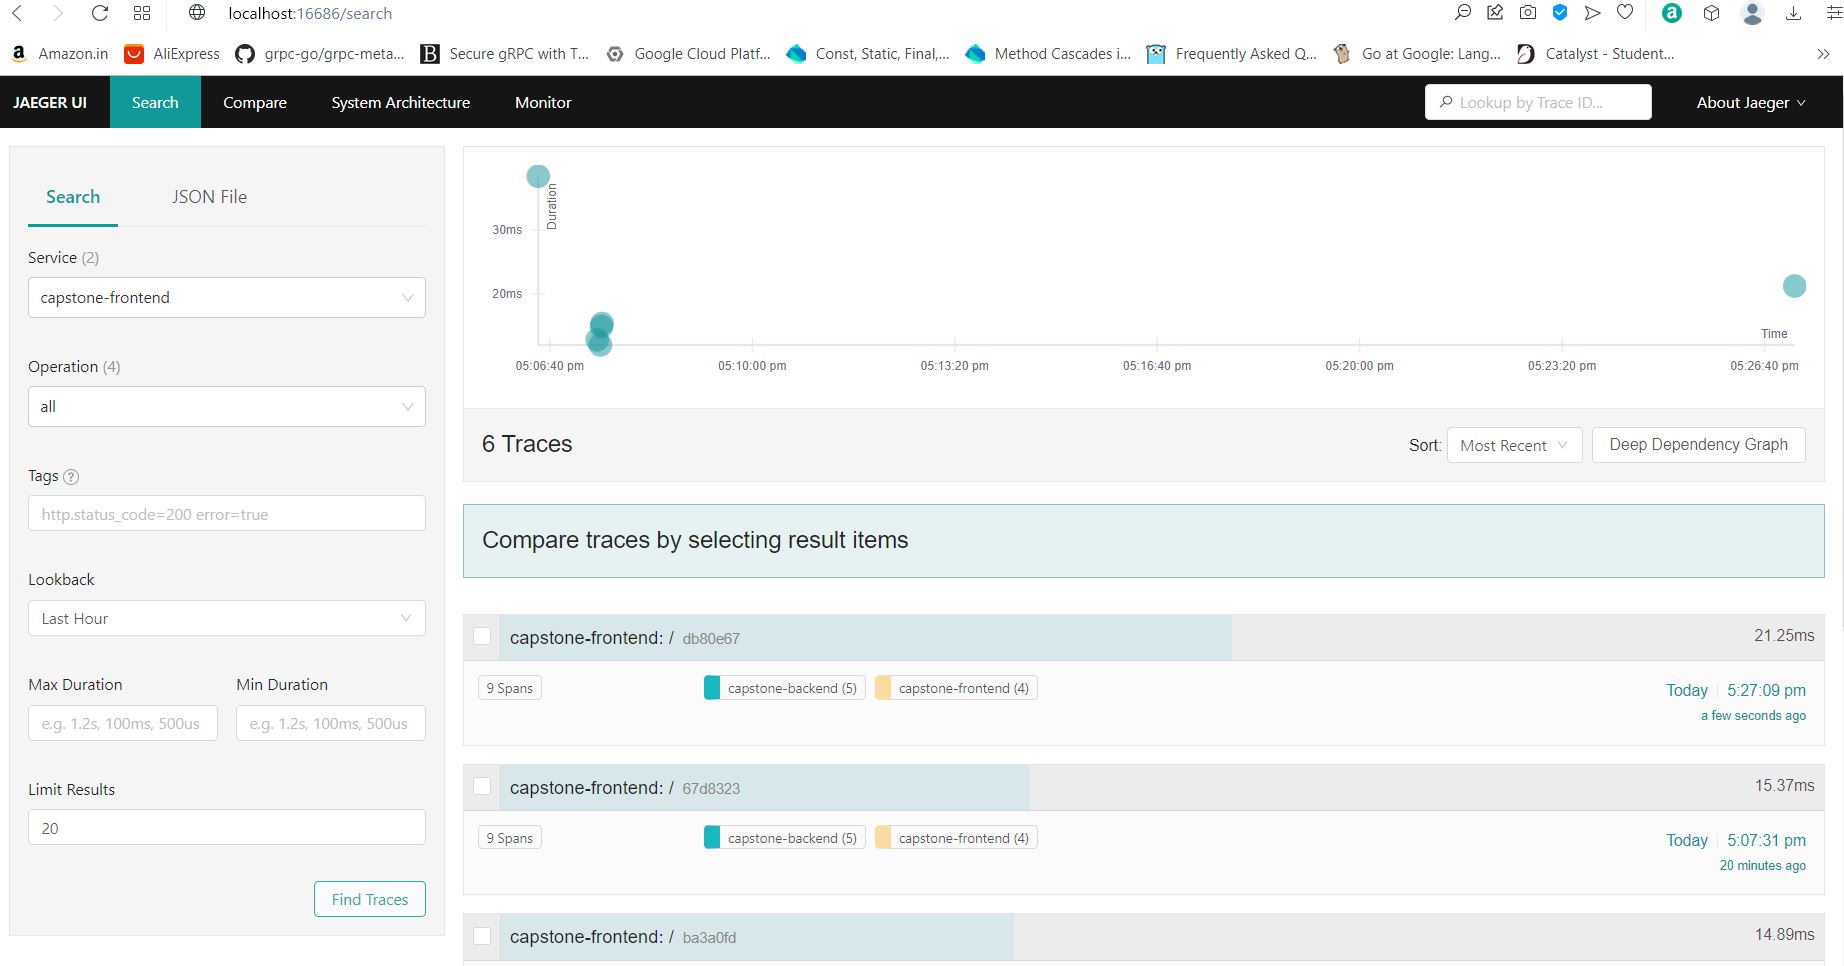 localhost:16686/search
Amazon.in AliExpress grpc-go/grpc-meta... Secure gRPC with T... Google Cloud Platf... Const, Static, Final,... Method Cascades i... Frequently Asked Q... Go at Google: Lang... Catalyst - Student...
JAEGER UI Search Compare System Architecture Monitor Lookup by Trace ID... About Jaeger
Search JSON File
Service (2)
capstone-frontend
Operation (4)
all
Tags ?
http.status_code=200 error=true
Lookback
Last Hour
Max Duration Min Duration
e.g. 1.2s, 100ms, 500us e.g. 1.2s, 100ms, 500us
Limit Results
20
Find Traces
Duration
30ms
20ms
Time
05:06:40 pm 05:10:00 pm 05:13:20 pm 05:16:40 pm 05:20:00 pm 05:23:20 pm 05:26:40 pm
6 Traces Sort: Most Recent Deep Dependency Graph
Compare traces by selecting result items
capstone-frontend: / db80e67 21.25ms
9 Spans capstone-backend (5) capstone-frontend (4) Today 5:27:09 pm
a few seconds ago
capstone-frontend: / 67d8323 15.37ms
9 Spans capstone-backend (5) capstone-frontend (4) Today 5:07:31 pm
20 minutes ago
capstone-frontend: / ba3a0fd 14.89ms